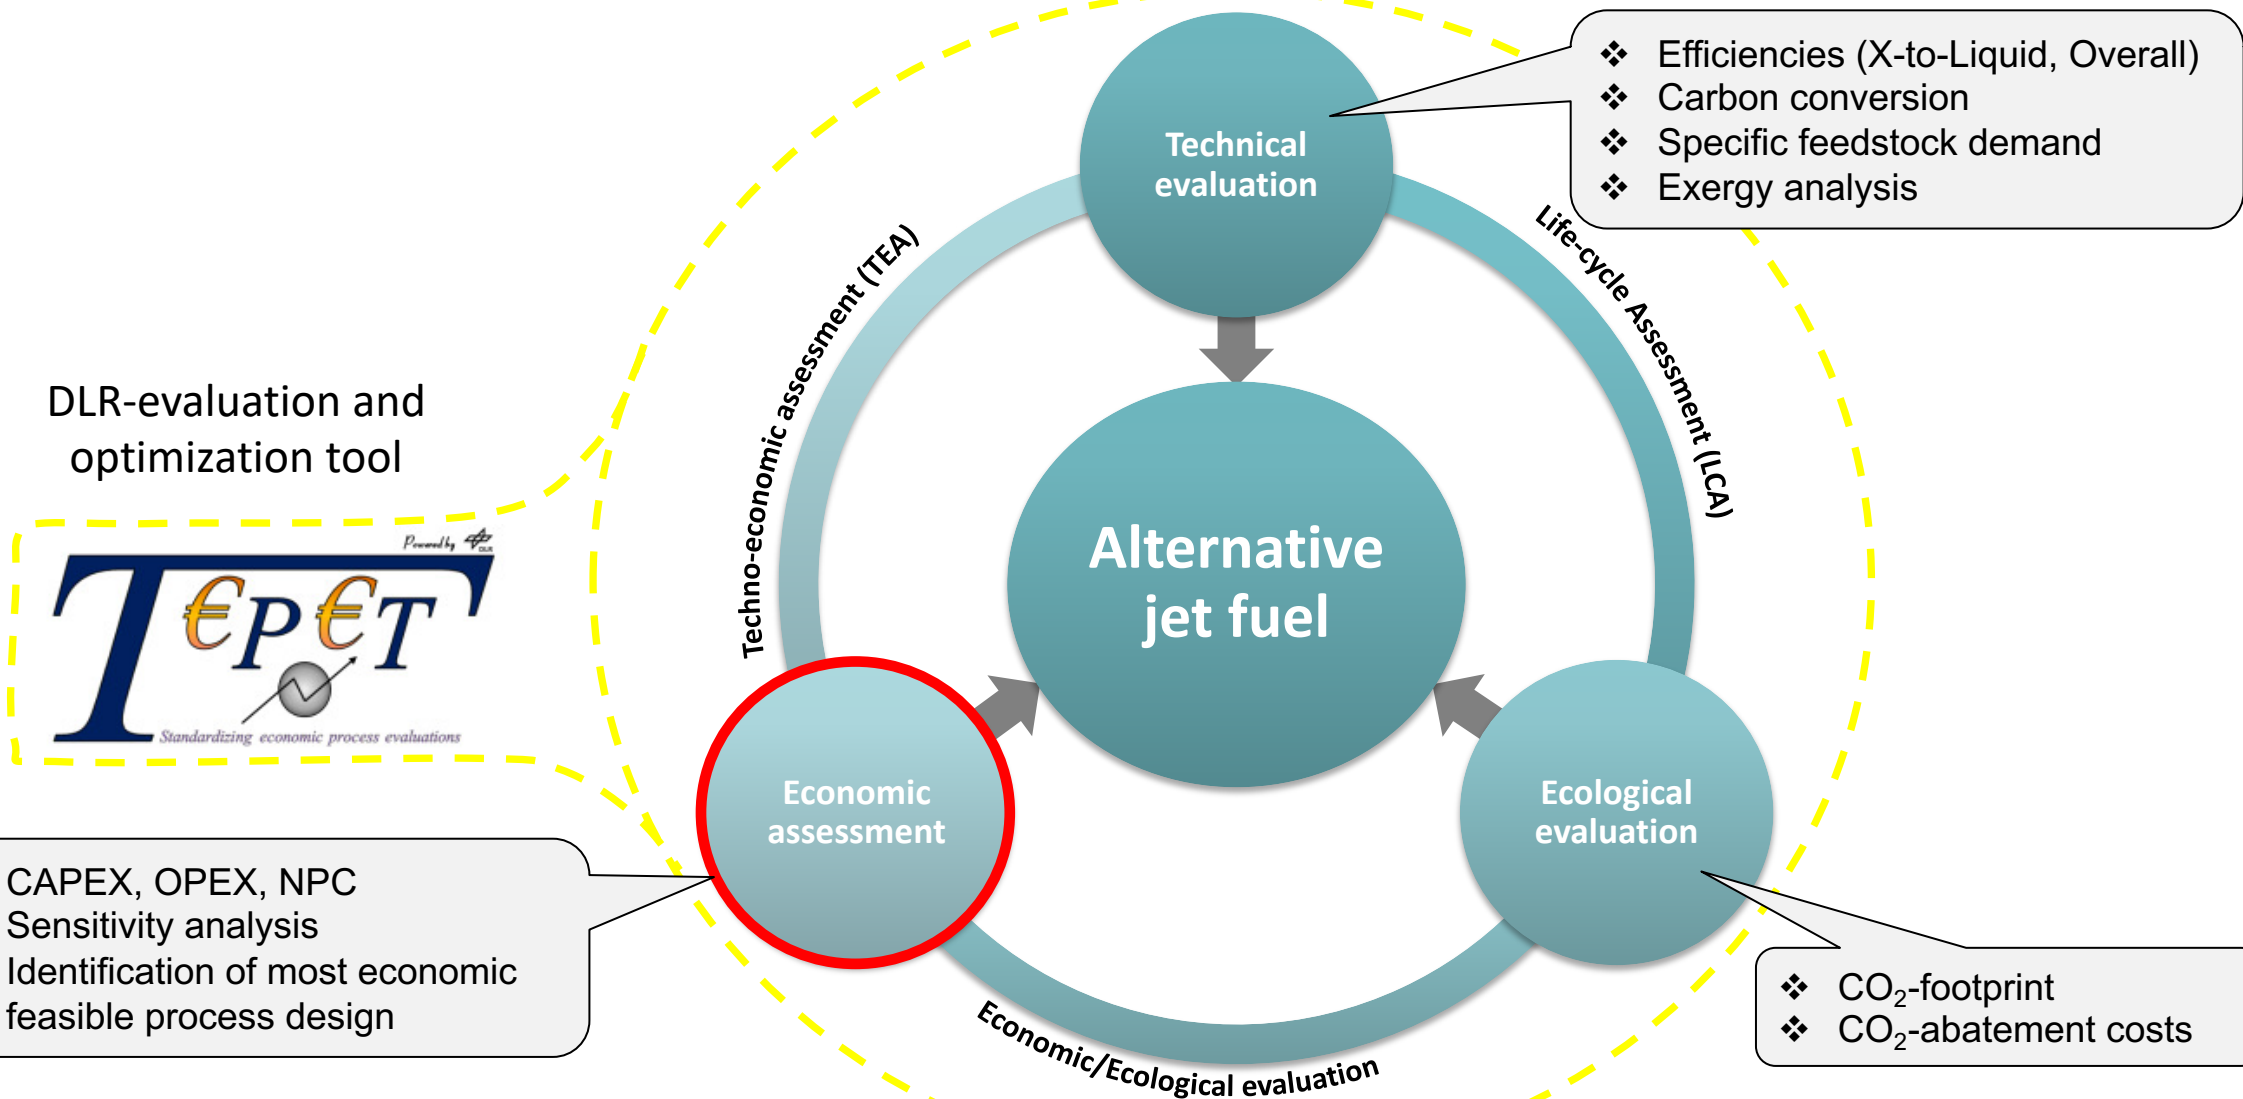 Efficiencies (X-to-Liquid, Overall)
Carbon conversion
Specific feedstock demand
Exergy analysis
Technical
evaluation
Techno-economic assessment (TEA)
Life-cycle Assessment (LCA)
DLR-evaluation and
optimization tool
Powered by DLR
T€P€T
Standardizing economic process evaluations
Alternative
jet fuel
Economic
assessment
Ecological
evaluation
CAPEX, OPEX, NPC
Sensitivity analysis
Identification of most economic
feasible process design
CO₂-footprint
CO₂-abatement costs
Economic/Ecological evaluation